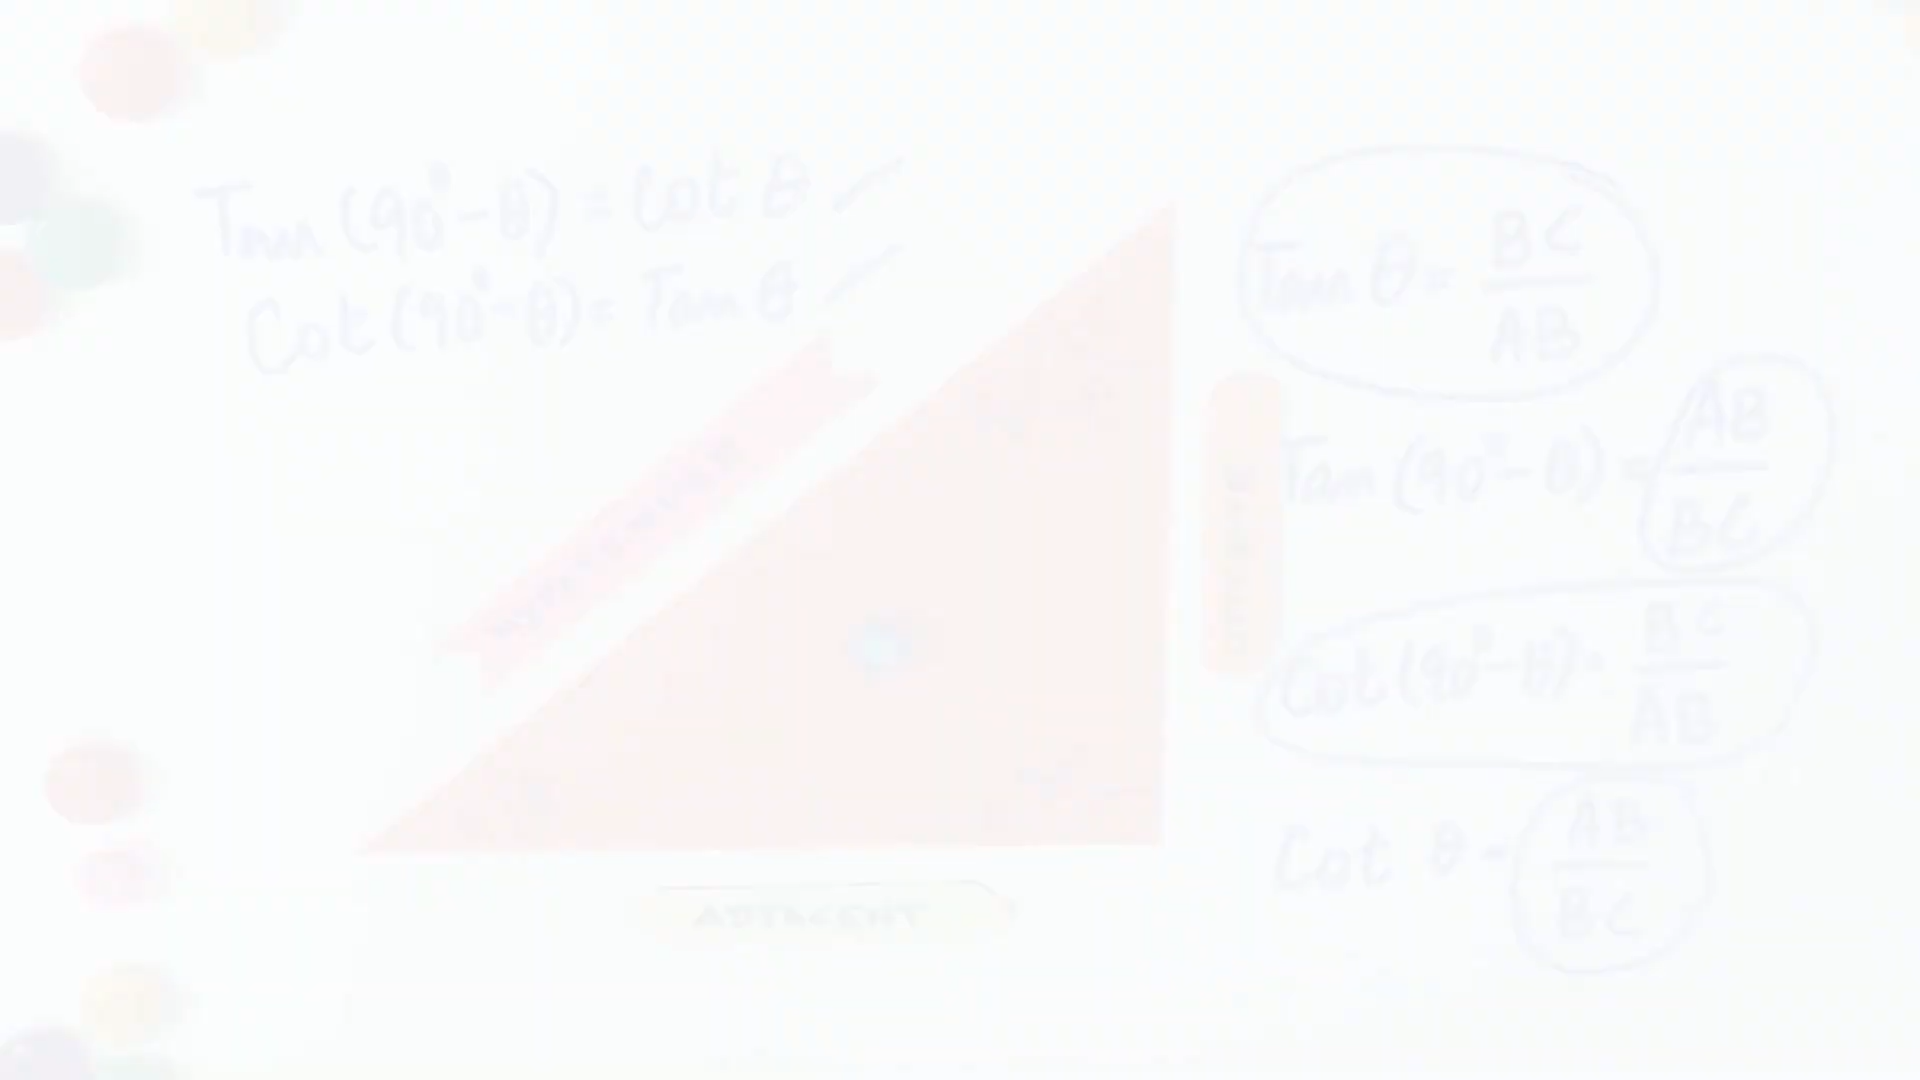 Tan (90° - θ) = Cot θ
Cot (90° - θ) = Tan θ
Tan θ = BC / AB
Tan (90° - θ) = AB / BC
Cot (90° - θ) = BC / AB
Cot θ = AB / BC
ADJACENT